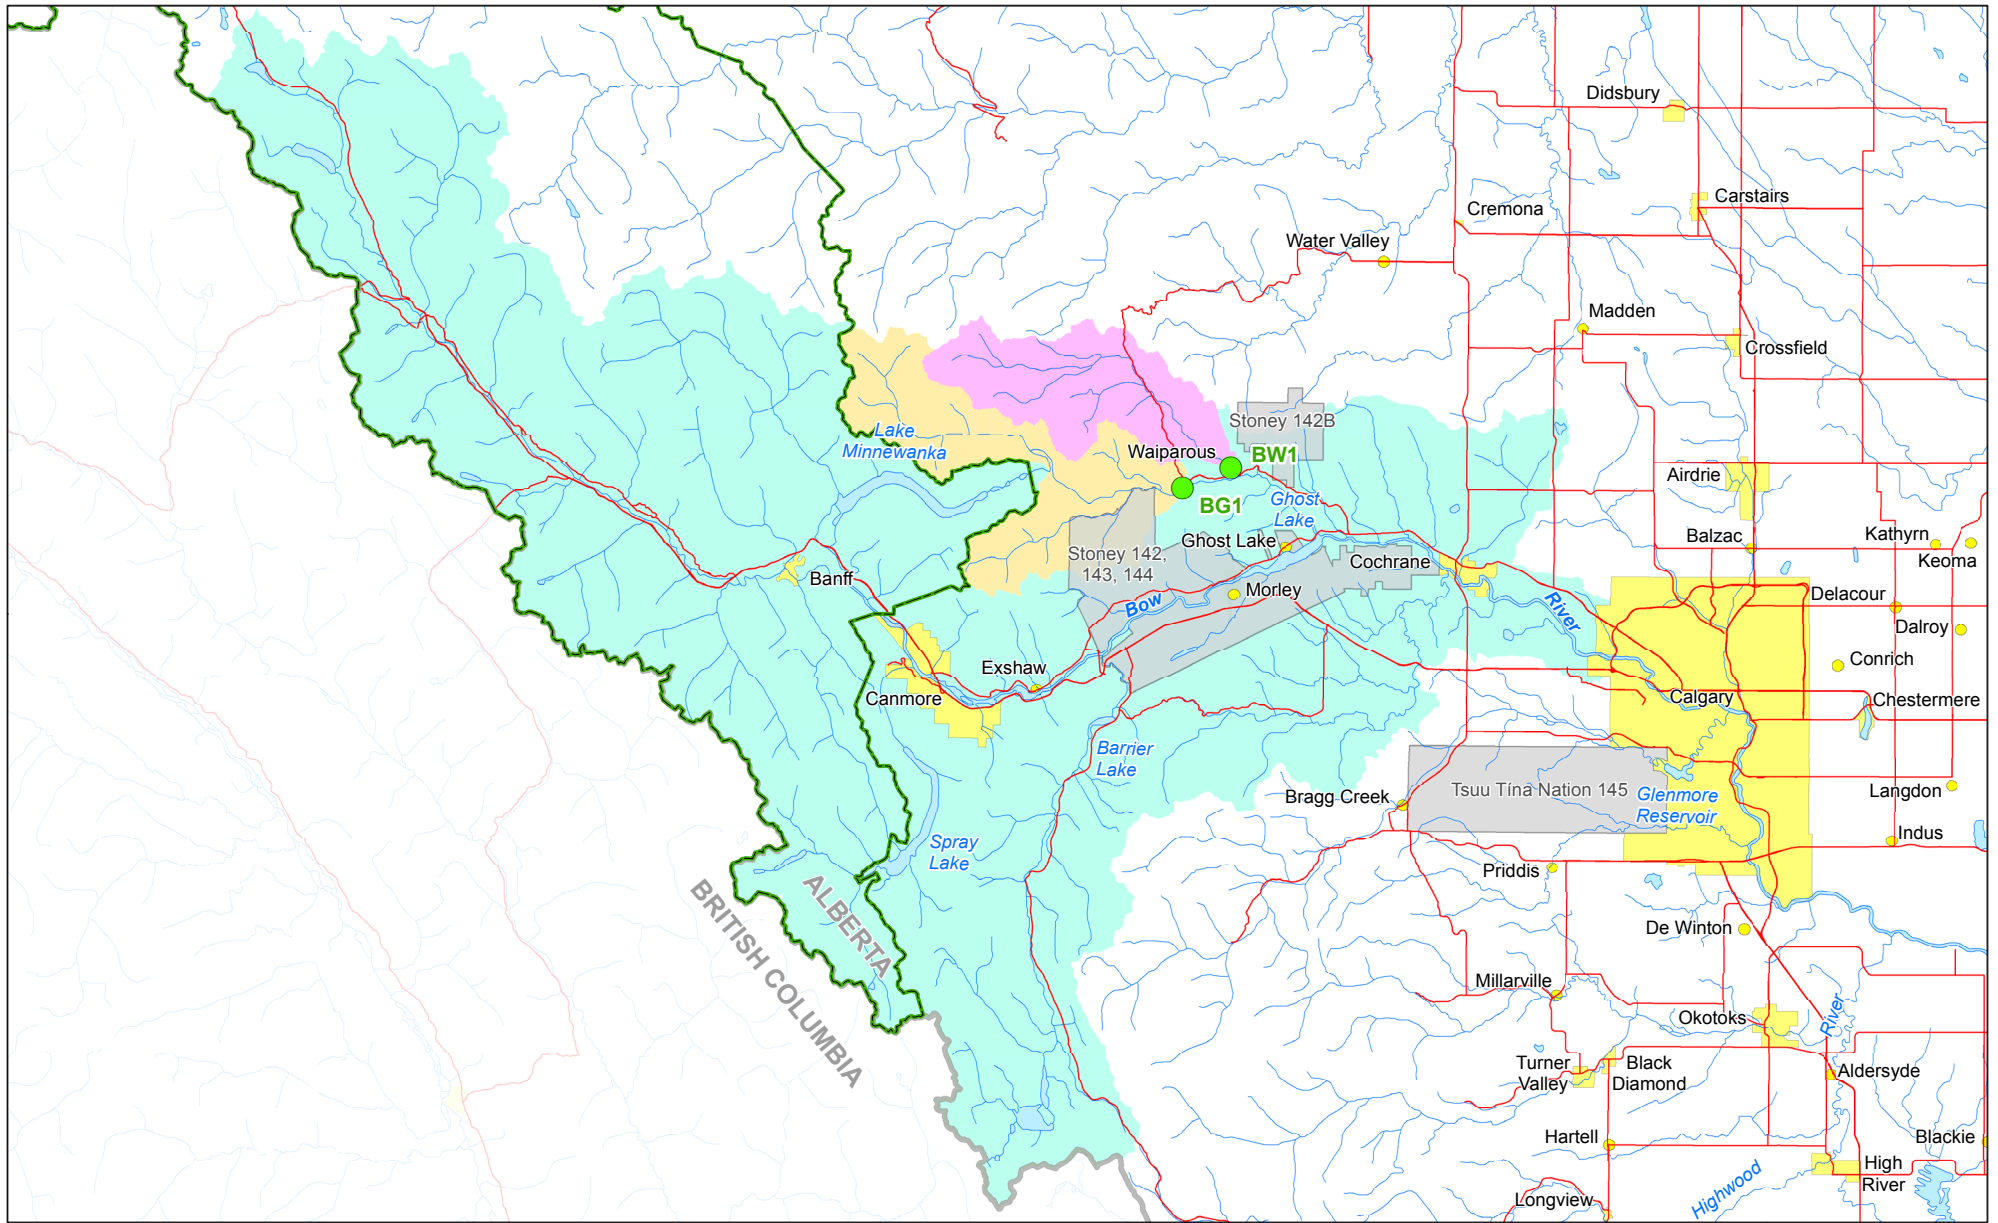 Didsbury
Carstairs
Cremona
Water Valley
Madden
Crossfield
Lake
Minnewanka
Stoney 142B
Waiparous
BW1
Airdrie
BG1
Ghost
Lake
Balzac
Kathyrn
Keoma
Ghost Lake
Stoney 142,
143, 144
Cochrane
Banff
Morley
Bow
River
Delacour
Dalroy
Conrich
Exshaw
Canmore
Calgary
Chestermere
Barrier
Lake
Bragg Creek
Tsuu Tína Nation 145
Glenmore
Reservoir
Langdon
Indus
Spray
Lake
Priddis
ALBERTA
BRITISH COLUMBIA
De Winton
Millarville
Okotoks
River
Turner
Valley
Black
Diamond
Aldersyde
Hartell
Blackie
High
River
Highwood
Longview